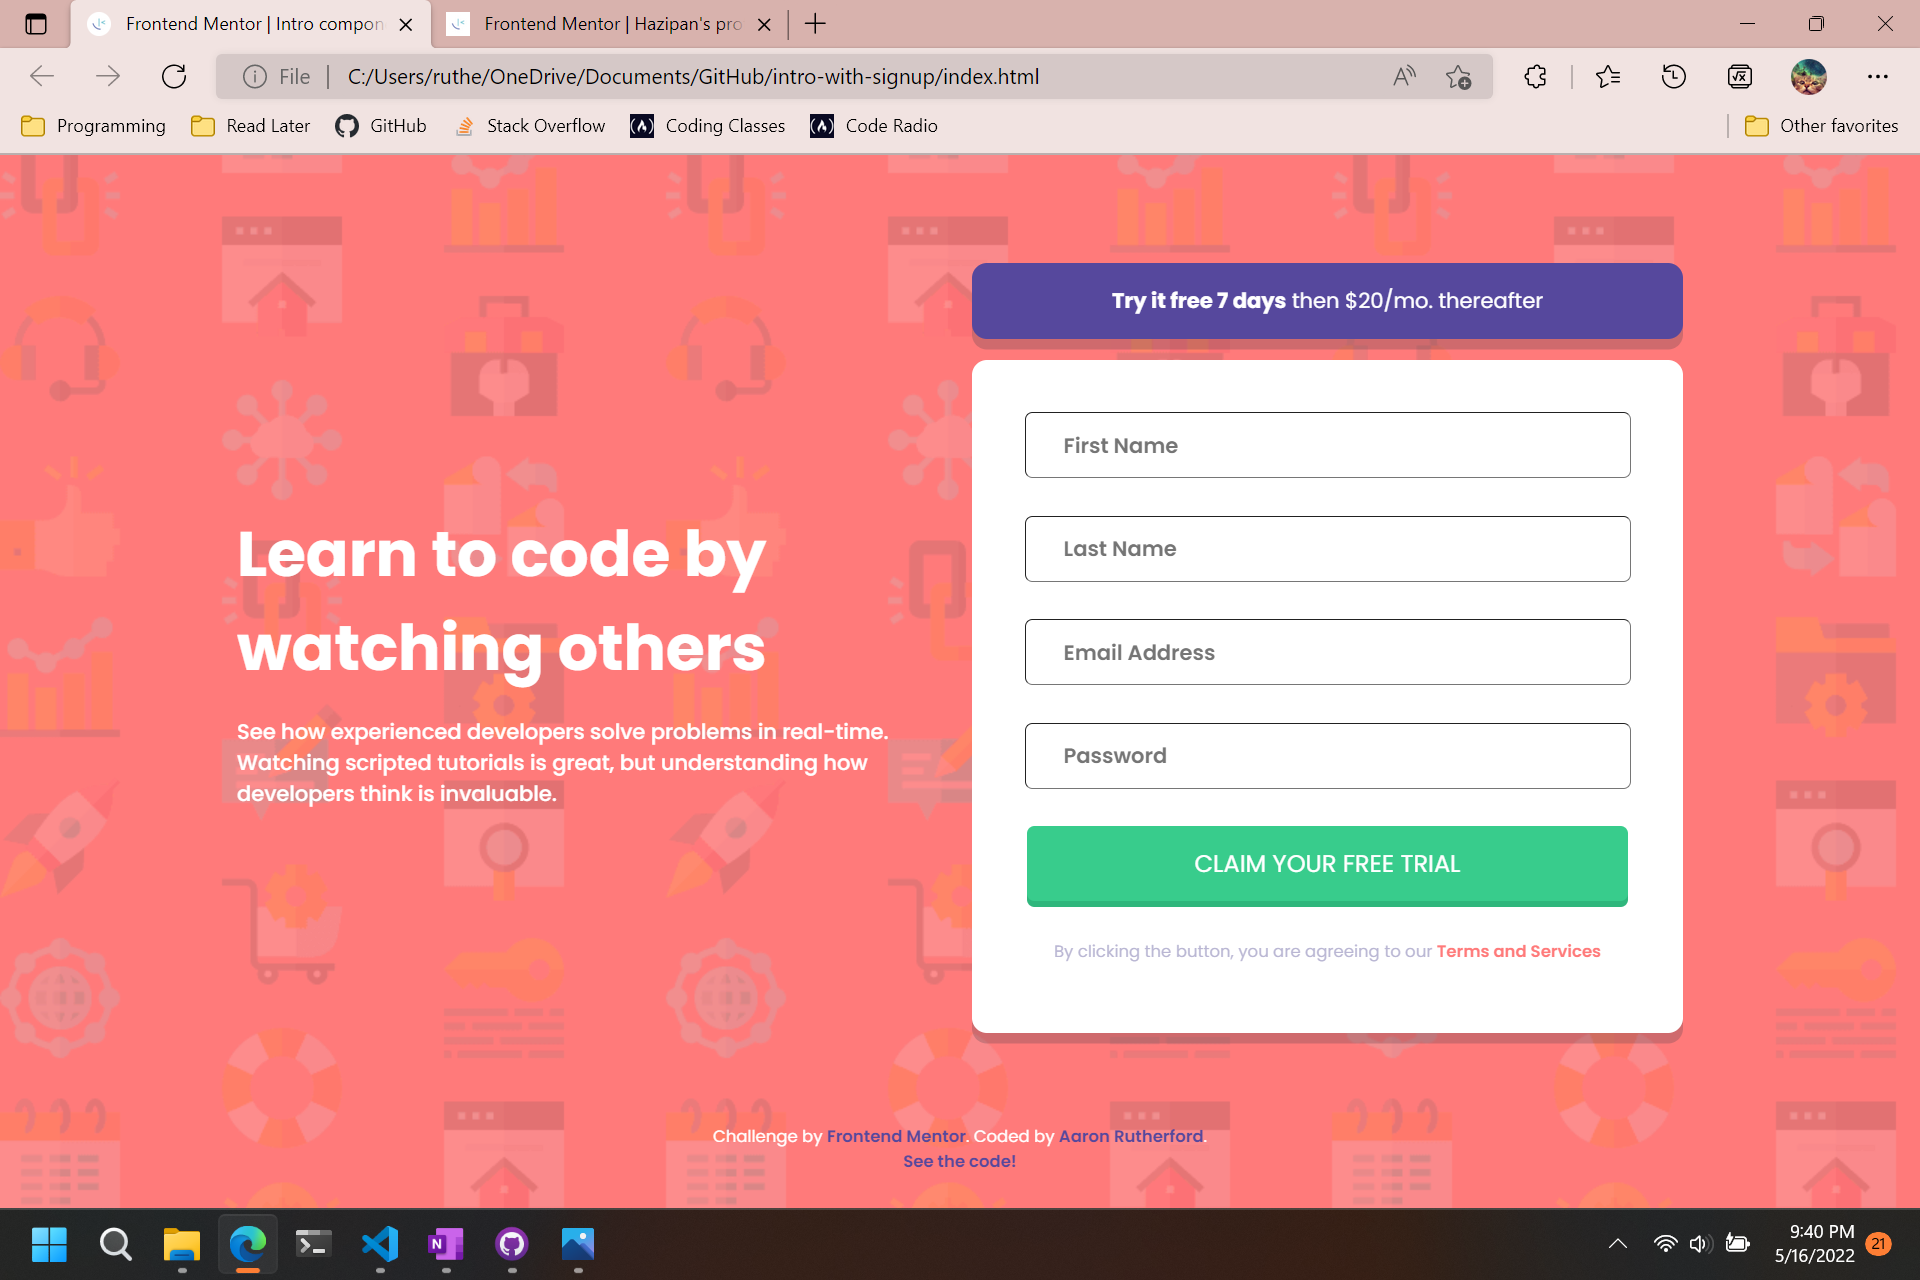 Frontend Mentor | Intro compon
Frontend Mentor | Hazipan's pro
File
C:/Users/ruthe/OneDrive/Documents/GitHub/intro-with-signup/index.html
Programming
Read Later
GitHub
Stack Overflow
Coding Classes
Code Radio
Other favorites
Try it free 7 days then $20/mo. thereafter
First Name
Last Name
Email Address
Password
CLAIM YOUR FREE TRIAL
By clicking the button, you are agreeing to our Terms and Services
Learn to code by
watching others
See how experienced developers solve problems in real-time.
Watching scripted tutorials is great, but understanding how
developers think is invaluable.
Challenge by Frontend Mentor. Coded by Aaron Rutherford.
See the code!
9:40 PM
5/16/2022
21